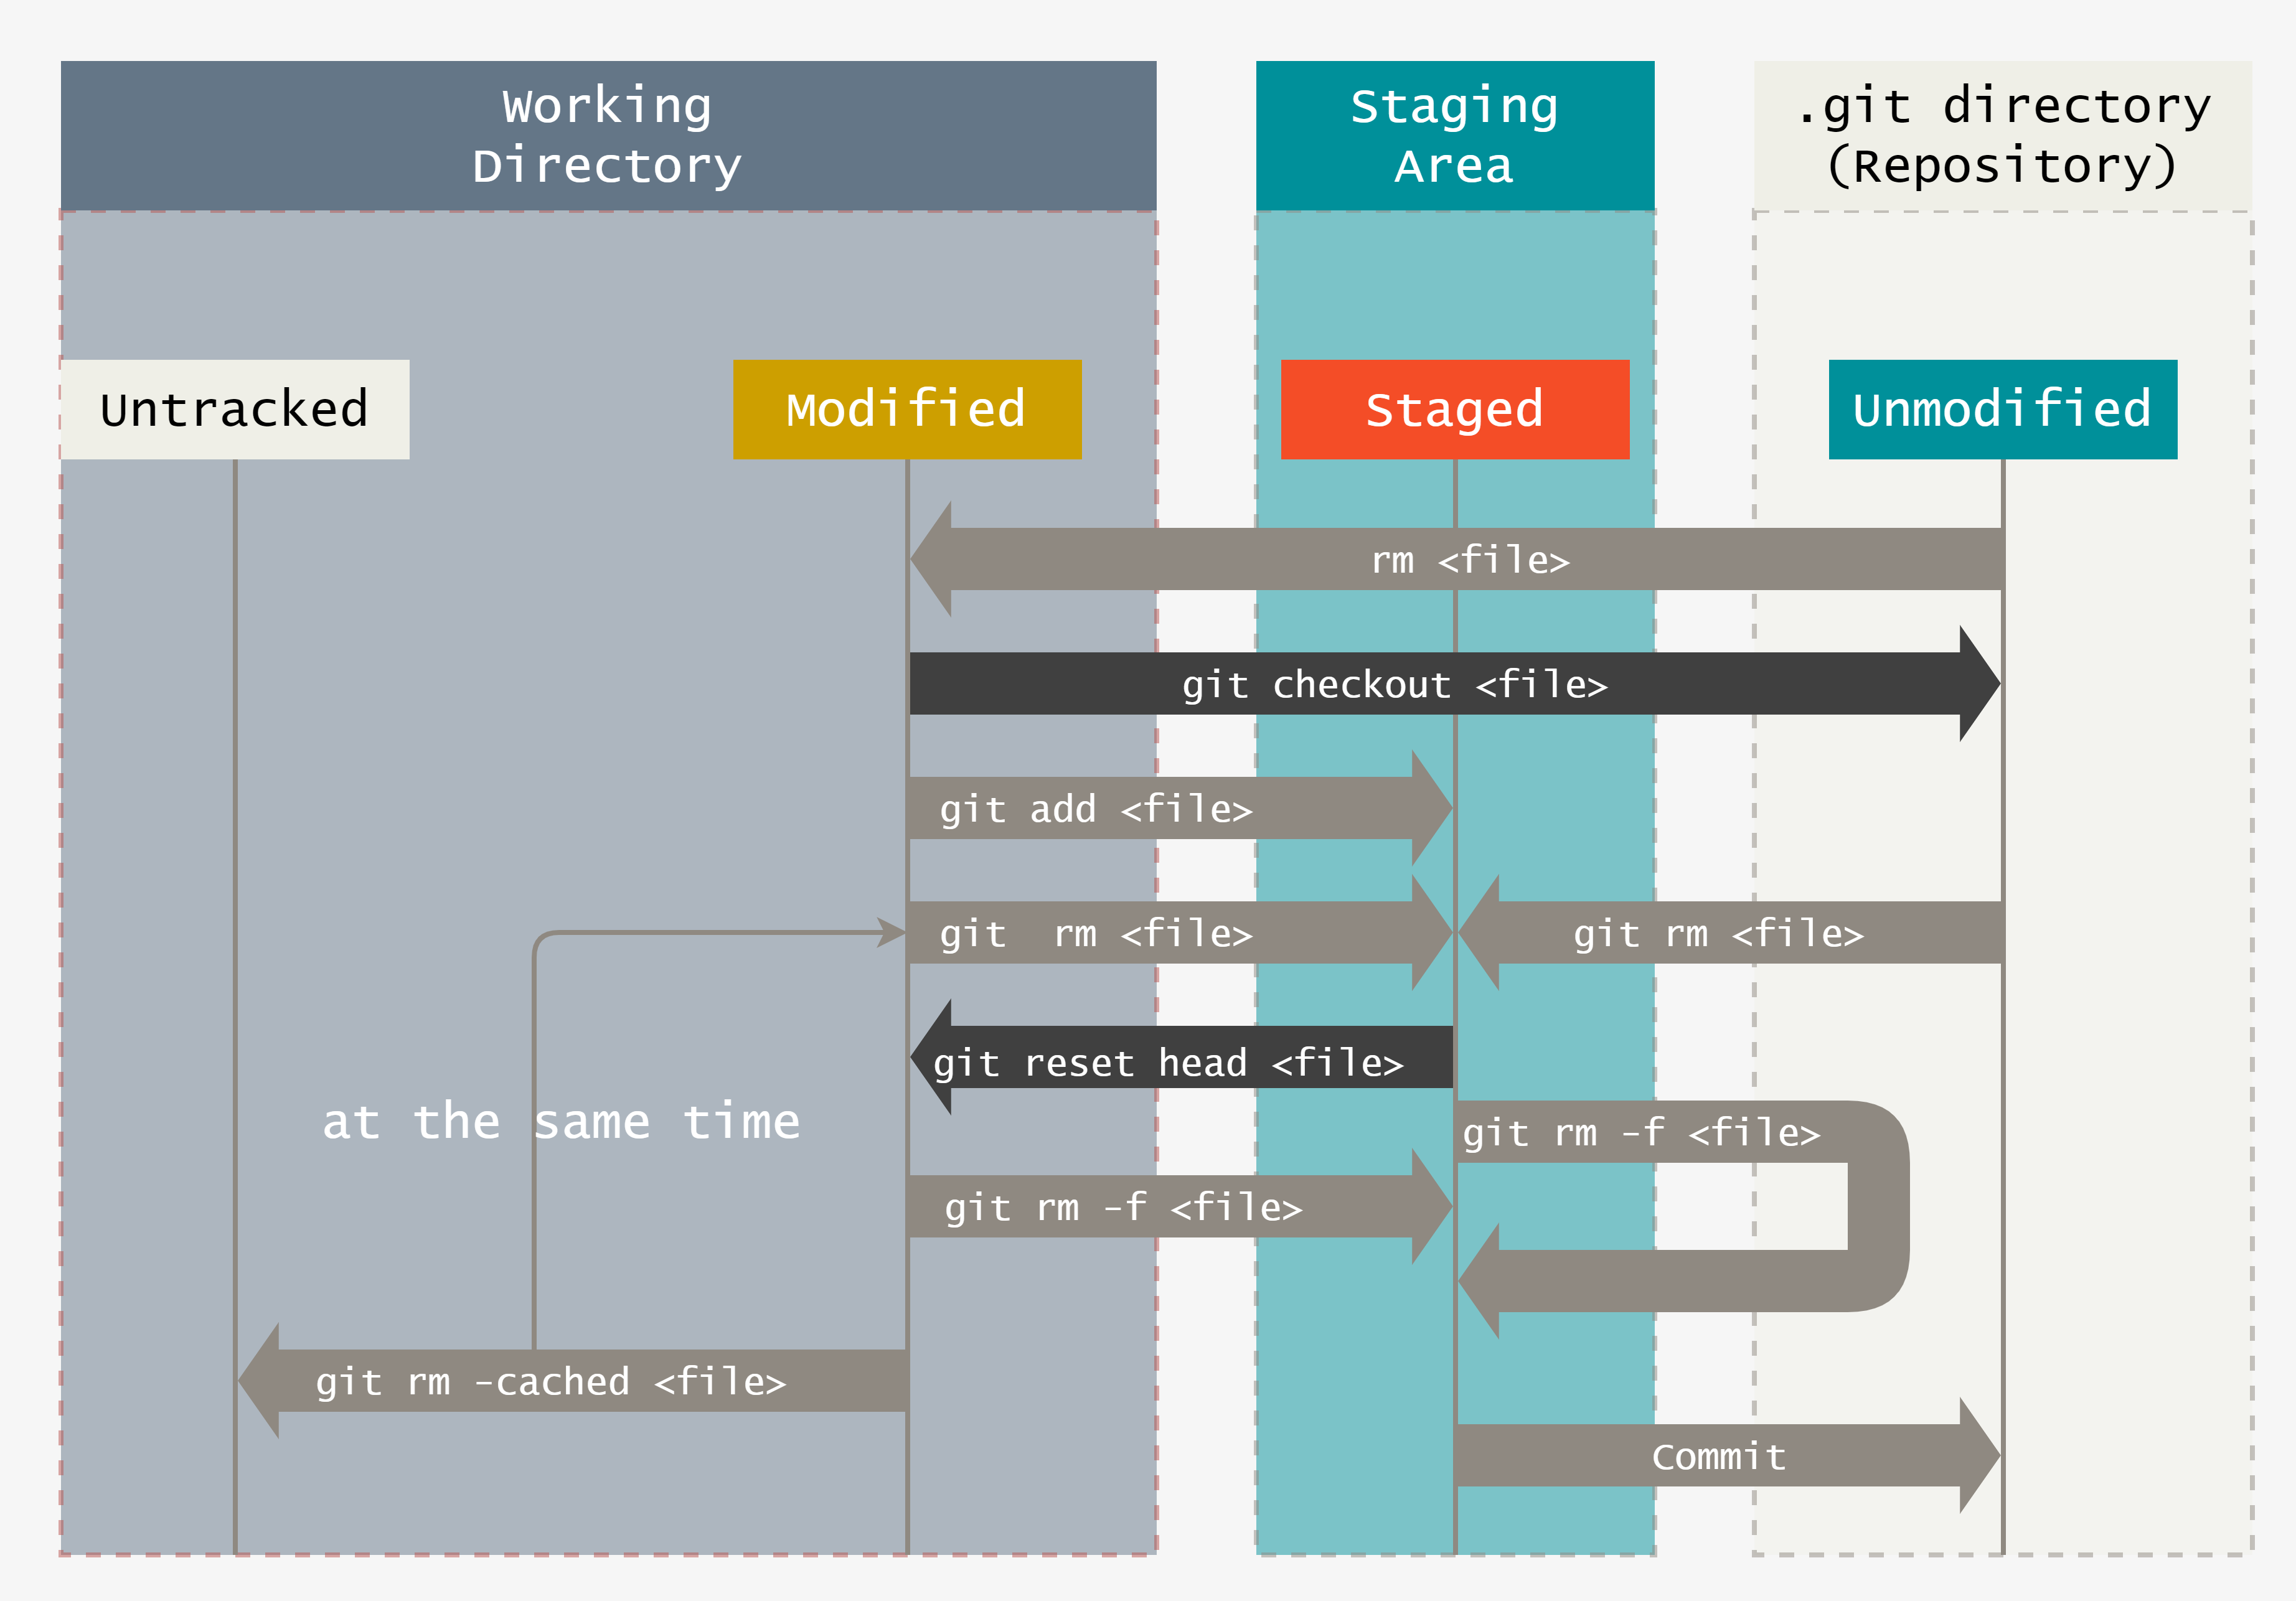 Working
Directory
Staging
Area
.git directory
(Repository)
Untracked
Modified
Staged
Unmodified
rm <file>
git checkout <file>
git add <file>
git  rm <file>
git rm <file>
git reset head <file>
at the same time
git rm -f <file>
git rm -f <file>
git rm -cached <file>
Commit